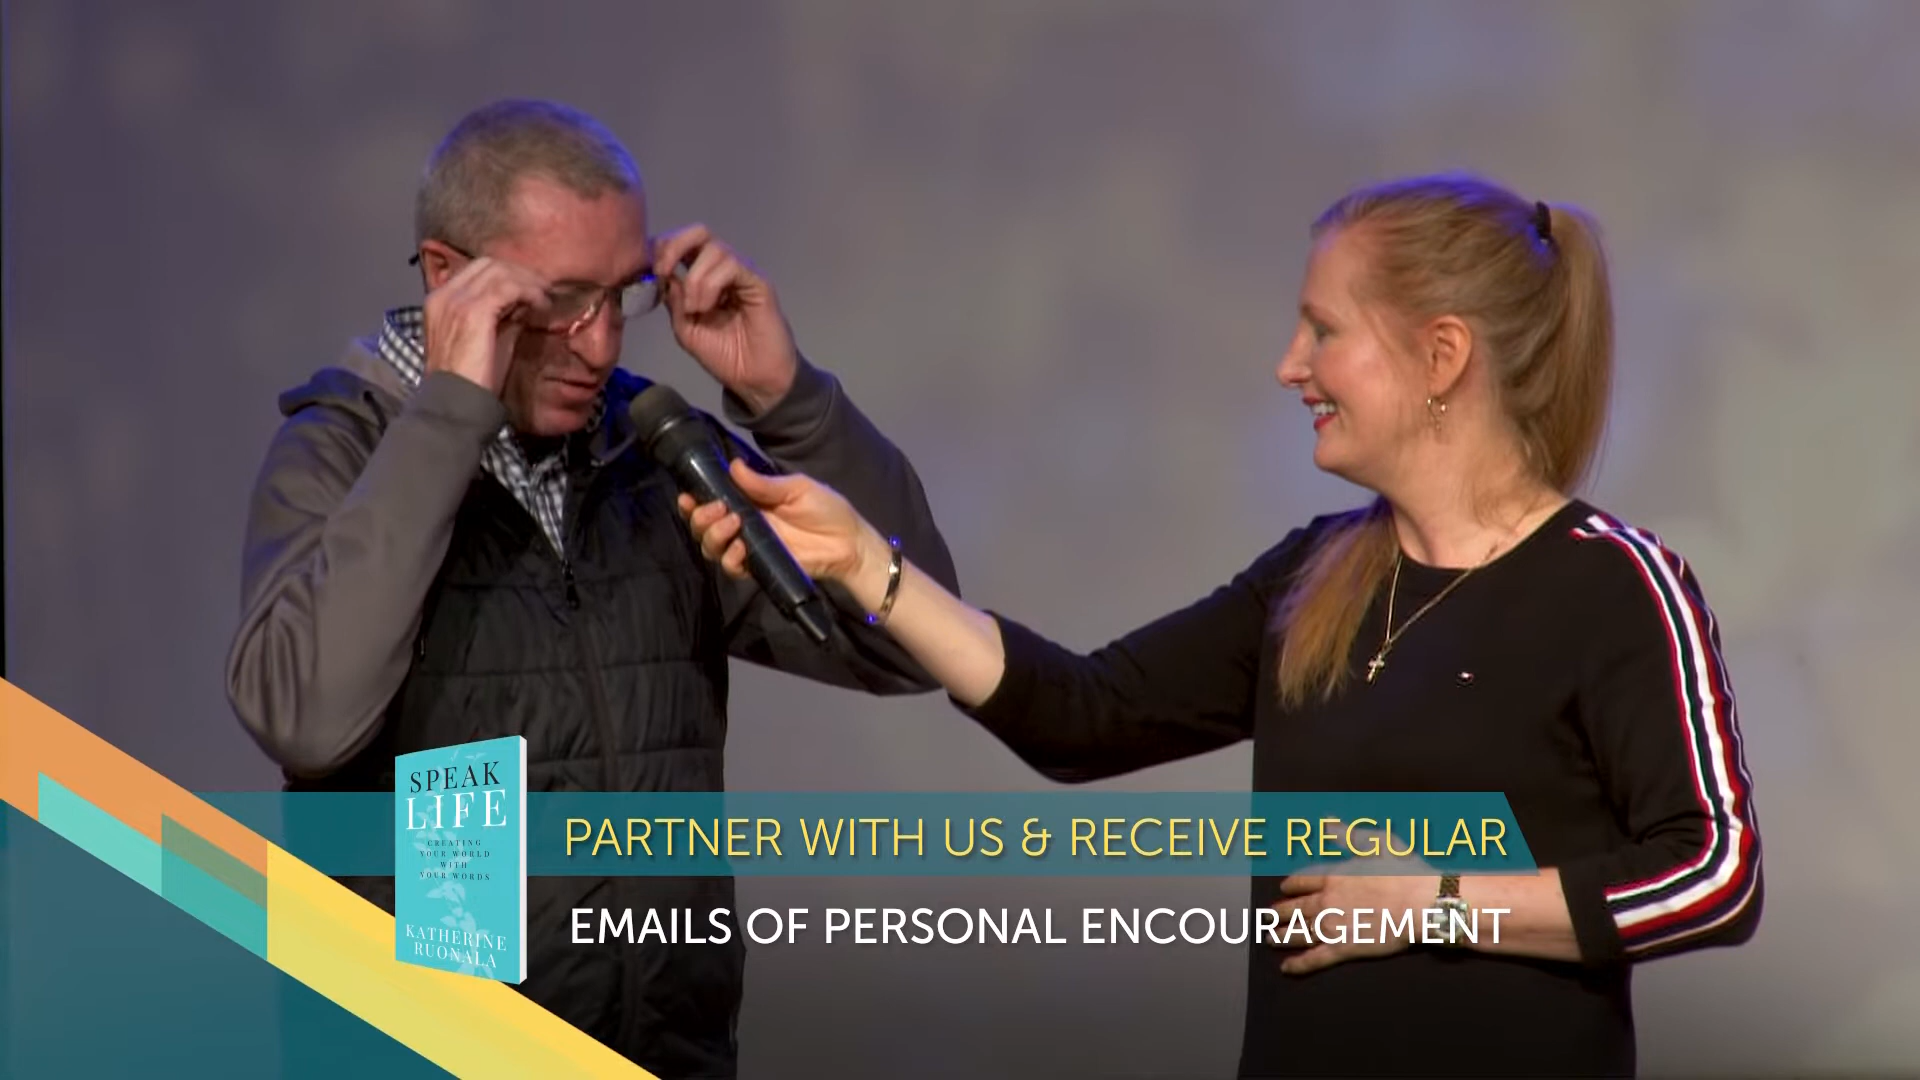 SPEAK
LIFE
CREATING
YOUR WORLD
WITH
YOUR WORDS
KATHERINE
RUONALA
PARTNER WITH US & RECEIVE REGULAR
EMAILS OF PERSONAL ENCOURAGEMENT